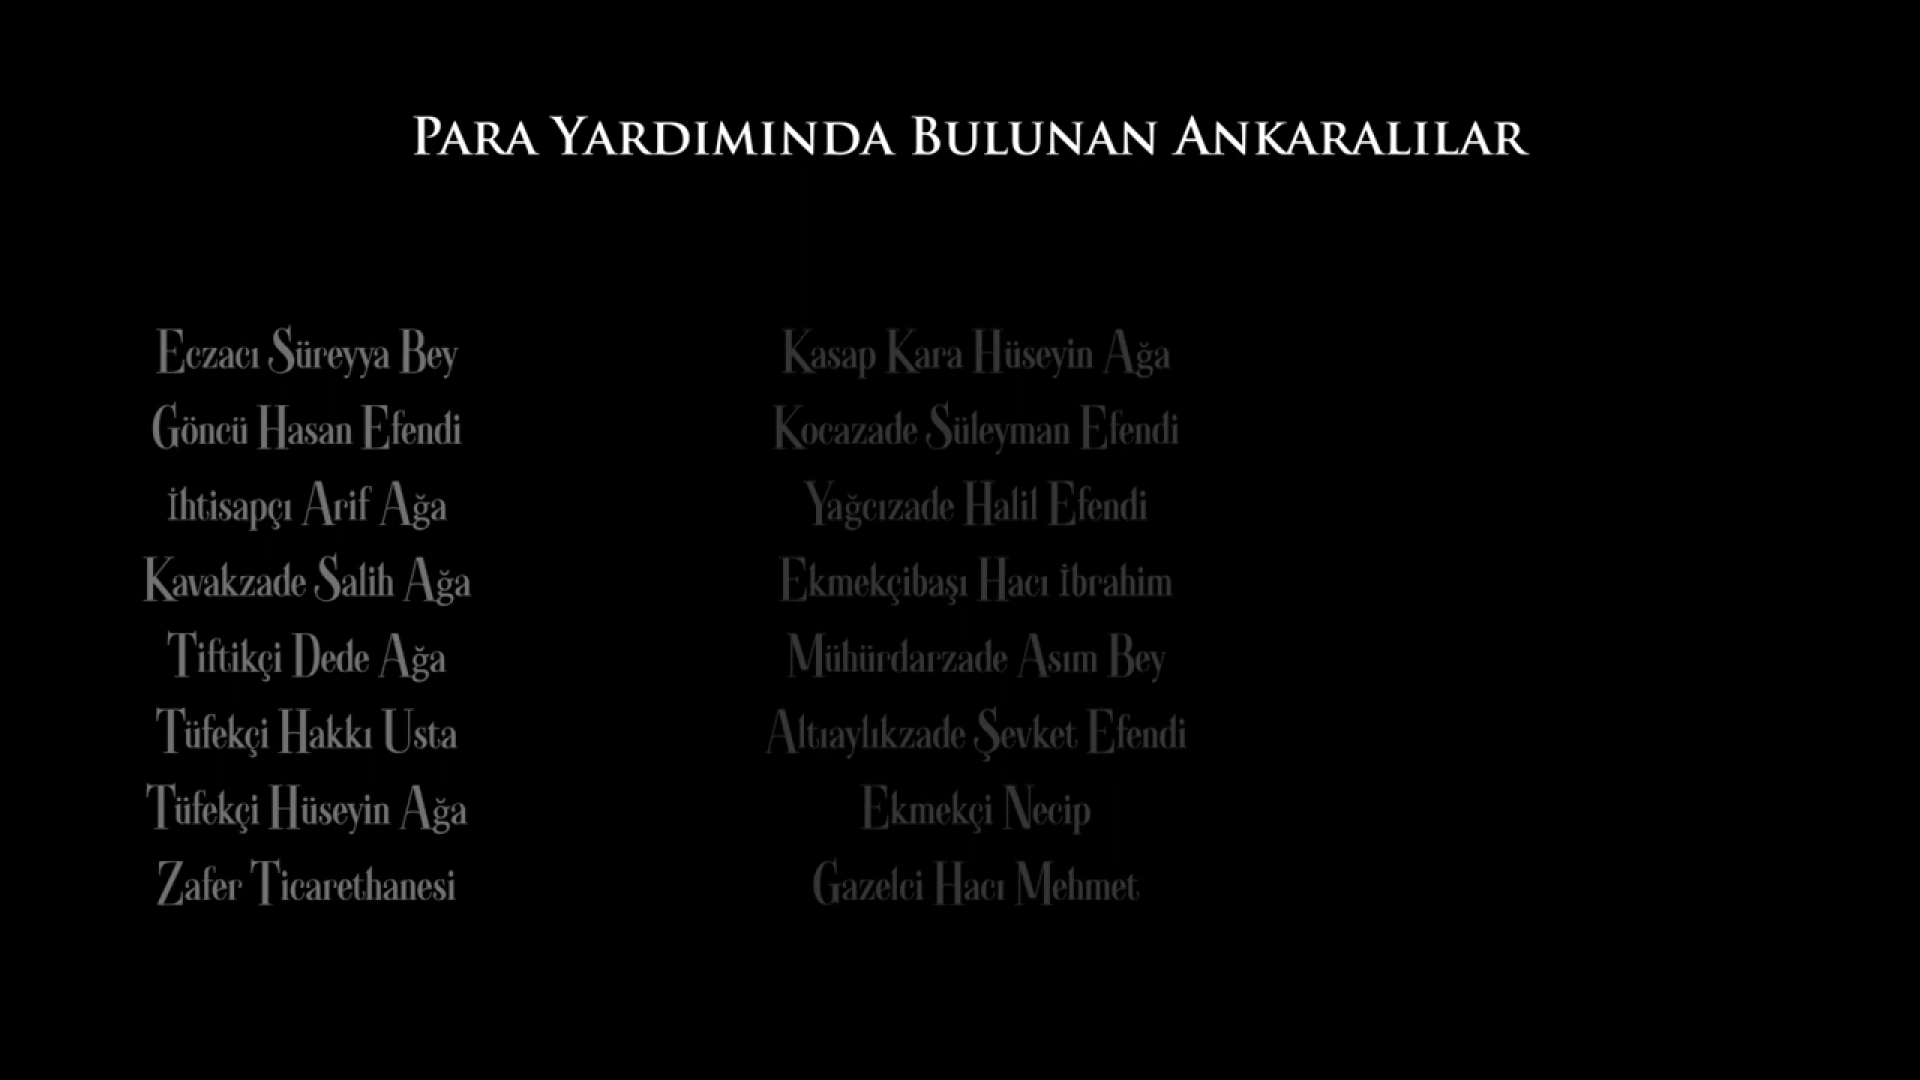 PARA YARDIMINDA BULUNAN ANKARALILAR
Eczacı Süreyya Bey
Göncü Hasan Efendi
İhtisapçı Arif Ağa
Kavakzade Salih Ağa
Tiftikçi Dede Ağa
Tüfekçi Hakkı Usta
Tüfekçi Hüseyin Ağa
Zafer Ticarethanesi
Kasap Kara Hüseyin Ağa
Kocazade Süleyman Efendi
Yağcızade Halil Efendi
Ekmekçibaşı Hacı İbrahim
Mühürdarzade Asım Bey
Altıaylıkzade Şevket Efendi
Ekmekçi Necip
Gazelci Hacı Mehmet